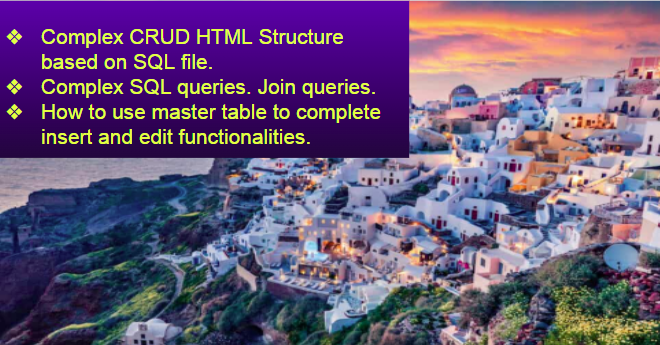 ❖ Complex CRUD HTML Structure
based on SQL file.
❖ Complex SQL queries. Join queries.
❖ How to use master table to complete
insert and edit functionalities.